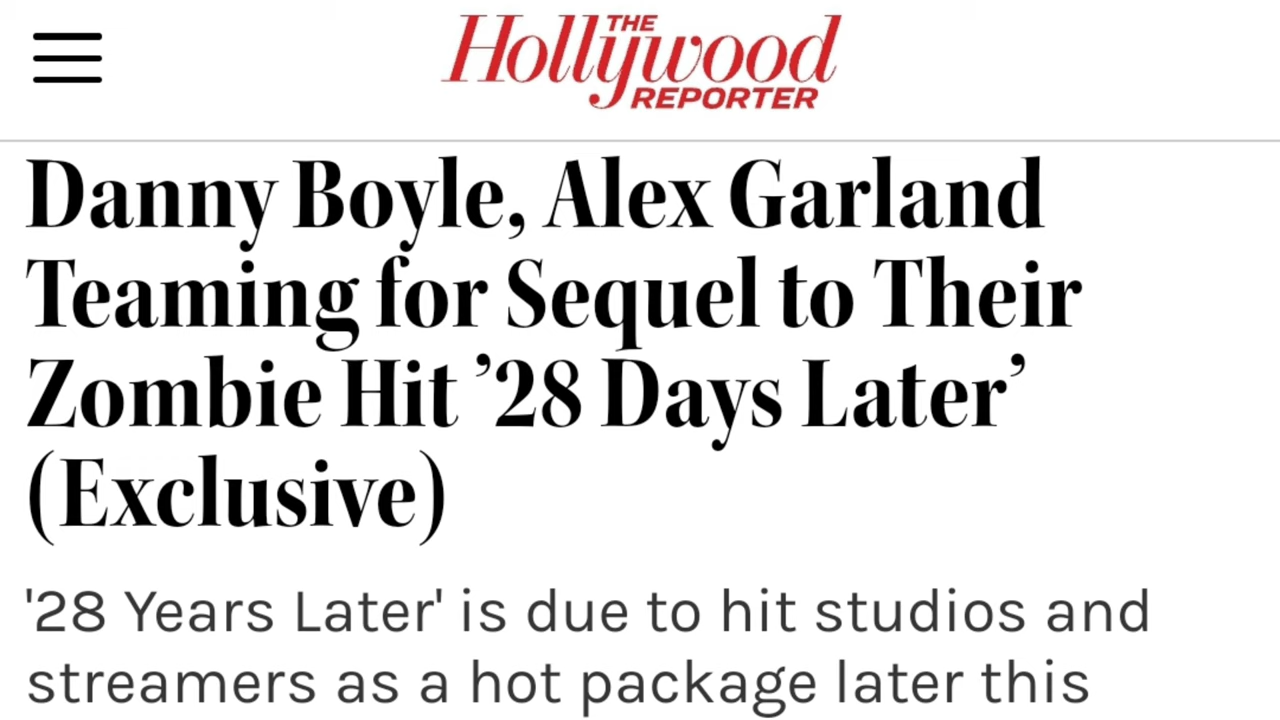 THE
Hollywood
REPORTER
Danny Boyle, Alex Garland
Teaming for Sequel to Their
Zombie Hit ’28 Days Later’
(Exclusive)
'28 Years Later' is due to hit studios and
streamers as a hot package later this